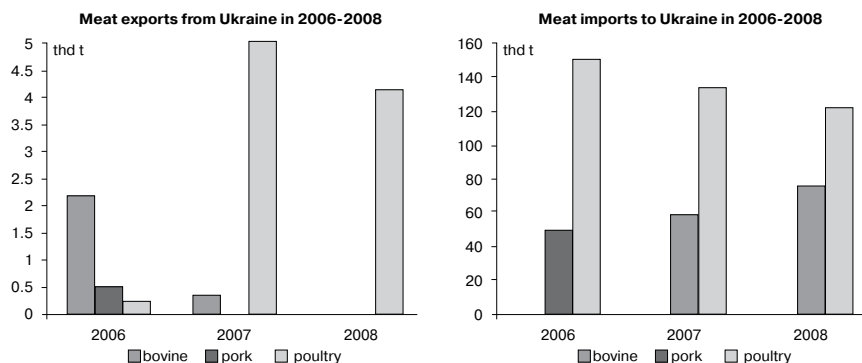 Meat exports from Ukraine in 2006-2008
thd t
5
4.5
4
3.5
3
2.5
2
1.5
1
0.5
0
2006 2007 2008
bovine pork poultry
Meat imports to Ukraine in 2006-2008
thd t
160
140
120
100
80
60
40
20
0
2006 2007 2008
bovine pork poultry